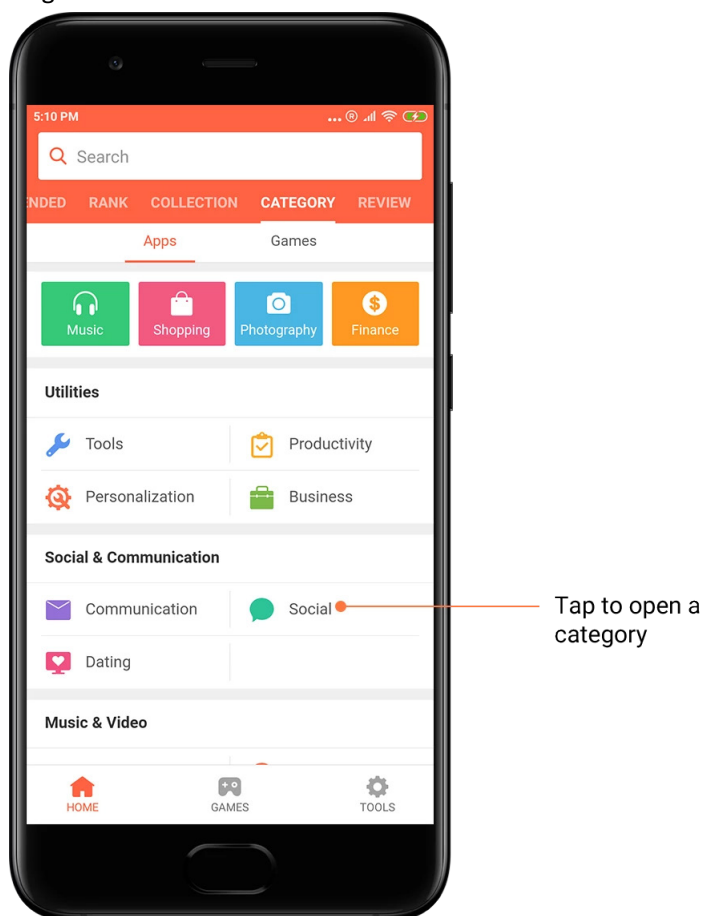 5:10 PM
Search
ENDED RANK COLLECTION CATEGORY REVIEW
Apps Games
Music Shopping Photography Finance
Utilities
Tools Productivity
Personalization Business
Social & Communication
Communication Social
Tap to open a
category
Dating
Music & Video
HOME GAMES TOOLS